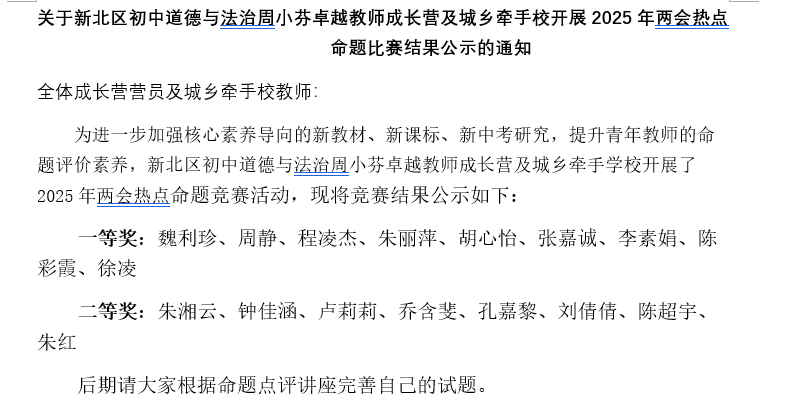 关于新北区初中道德与法治周小芬卓越教师成长营及城乡牵手校开展 2025 年两会热点
命题比赛结果公示的通知
全体成长营营员及城乡牵手校教师:
为进一步加强核心素养导向的新教材、新课标、新中考研究，提升青年教师的命
题评价素养，新北区初中道德与法治周小芬卓越教师成长营及城乡牵手学校开展了
2025 年两会热点命题竞赛活动，现将竞赛结果公示如下：
一等奖：魏利珍、周静、程凌杰、朱丽萍、胡心怡、张嘉诚、李素娟、陈
彩霞、徐凌
二等奖：朱湘云、钟佳涵、卢莉莉、乔含斐、孔嘉黎、刘倩倩、陈超宇、
朱红
后期请大家根据命题点评讲座完善自己的试题。